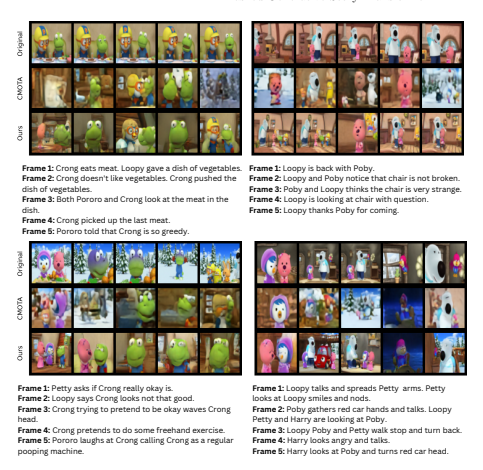 Original
CMOTA
Ours
Frame 1: Crong eats meat. Loopy gave a dish of vegetables.
Frame 2: Crong doesn't like vegetables. Crong pushed the
dish of vegetables.
Frame 3: Both Pororo and Crong look at the meat in the
dish.
Frame 4: Crong picked up the last meat.
Frame 5: Pororo told that Crong is so greedy.
Frame 1: Loopy is back with Poby.
Frame 2: Loopy and Poby notice that chair is not broken.
Frame 3: Poby and Loopy thinks the chair is very strange.
Frame 4: Loopy is looking at chair with question.
Frame 5: Loopy thanks Poby for coming.
Original
CMOTA
Ours
Frame 1: Petty asks if Crong really okay is.
Frame 2: Loopy says Crong looks not that good.
Frame 3: Crong trying to pretend to be okay waves Crong
head.
Frame 4: Crong pretends to do some freehand exercise.
Frame 5: Pororo laughs at Crong calling Crong as a regular
pooping machine.
Frame 1: Loopy talks and spreads Petty arms. Petty
looks at Loopy smiles and nods.
Frame 2: Poby gathers red car hands and talks. Loopy
Petty and Harry are looking at Poby.
Frame 3: Loopy Poby and Petty walk stop and turn back.
Frame 4: Harry looks angry and talks.
Frame 5: Harry looks at Poby and turns red car head.